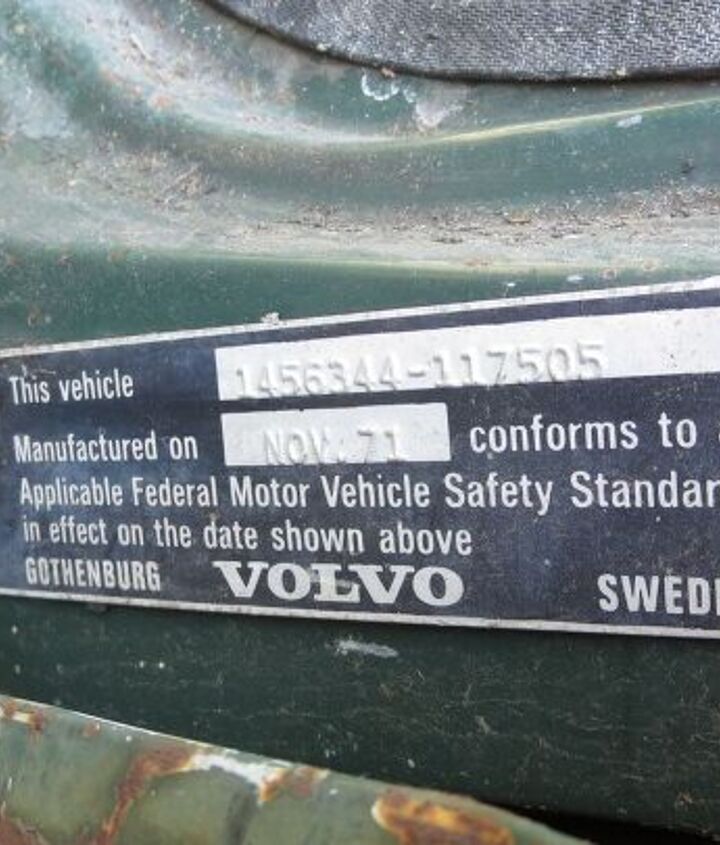 This vehicle 1456344-117505
Manufactured on NOV. 71 conforms to
Applicable Federal Motor Vehicle Safety Standar
in effect on the date shown above
GOTHENBURG VOLVO SWED